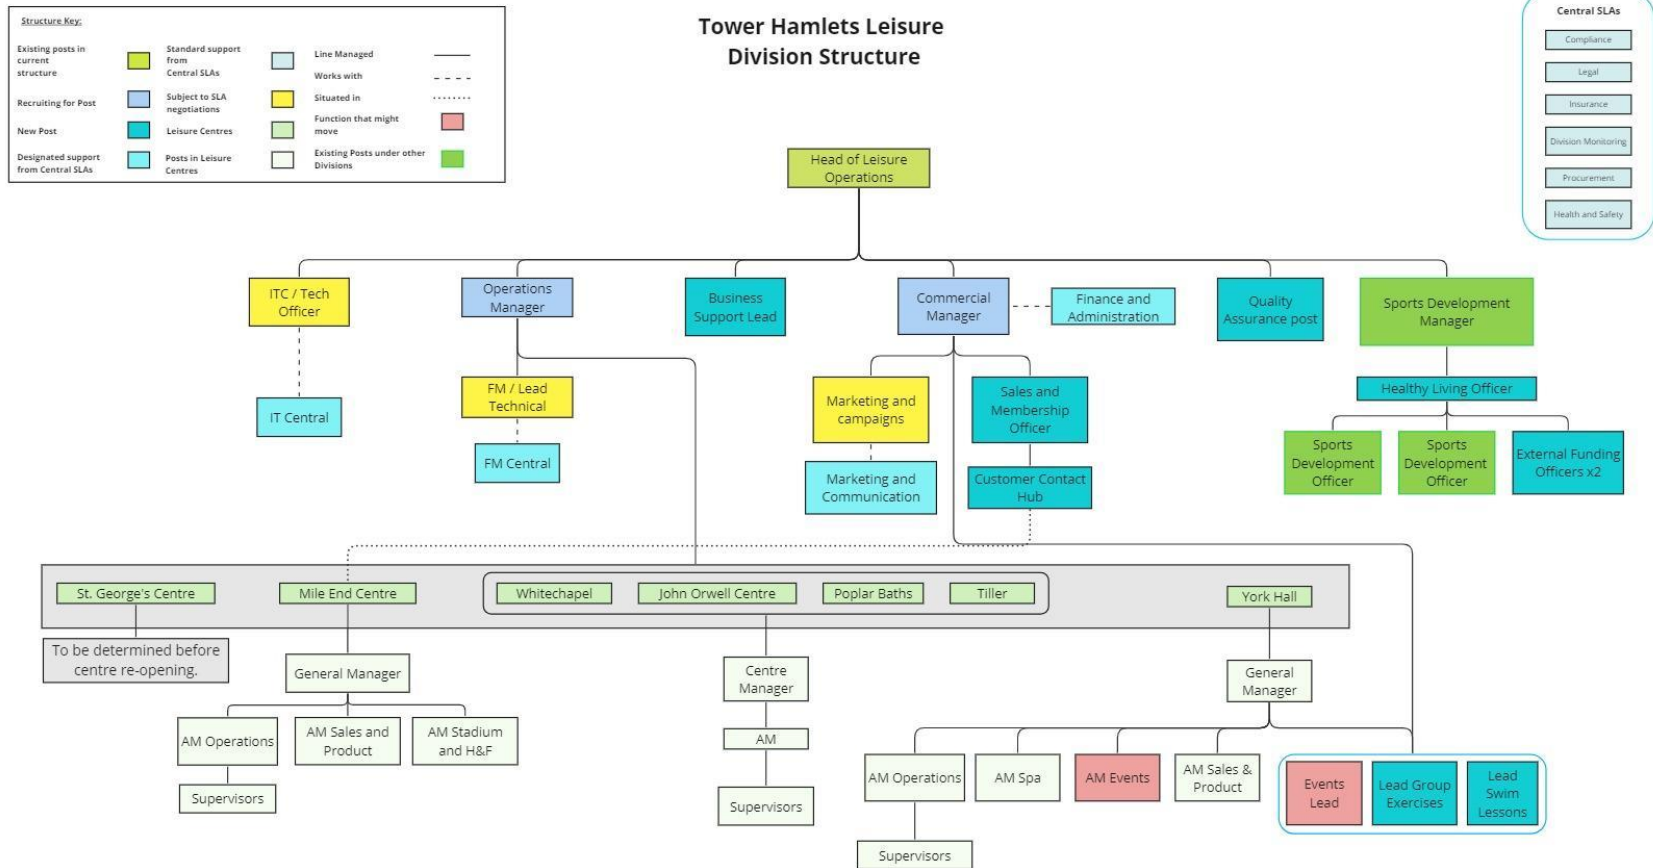 Structure Key:
Existing posts in
current
structure
Standard support
from
Central SLAs
Line Managed
Works with
Recruiting for Post
Subject to SLA
negotiations
Situated in
New Post
Leisure Centres
Function that might
move
Designated support
from Central SLAs
Posts in Leisure
Centres
Existing Posts under other
Divisions
Tower Hamlets Leisure
Division Structure
Central SLAs
Compliance
Legal
Insurance
Division Monitoring
Procurement
Health and Safety
Head of Leisure
Operations
ITC / Tech
Officer
Operations
Manager
Business
Support Lead
Commercial
Manager
Finance and
Administration
Quality
Assurance post
Sports Development
Manager
IT Central
FM / Lead
Technical
FM Central
Marketing and
campaigns
Marketing and
Communication
Sales and
Membership
Officer
Customer Contact
Hub
Healthy Living Officer
Sports
Development
Officer
Sports
Development
Officer
External Funding
Officers x2
St. George's Centre
Mile End Centre
Whitechapel
John Orwell Centre
Poplar Baths
Tiller
York Hall
To be determined before
centre re-opening.
General Manager
AM Operations
AM Sales and
Product
AM Stadium
and H&F
Supervisors
Centre
Manager
AM
Supervisors
General
Manager
AM Operations
AM Spa
AM Events
AM Sales &
Product
Supervisors
Events
Lead
Lead Group
Exercises
Lead
Swim
Lessons